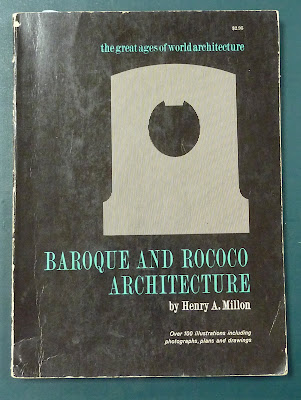 $2.95
the great ages of world architecture
BAROQUE AND ROCOCO
ARCHITECTURE
by Henry A. Millon
Over 100 illustrations including
photographs, plans and drawings